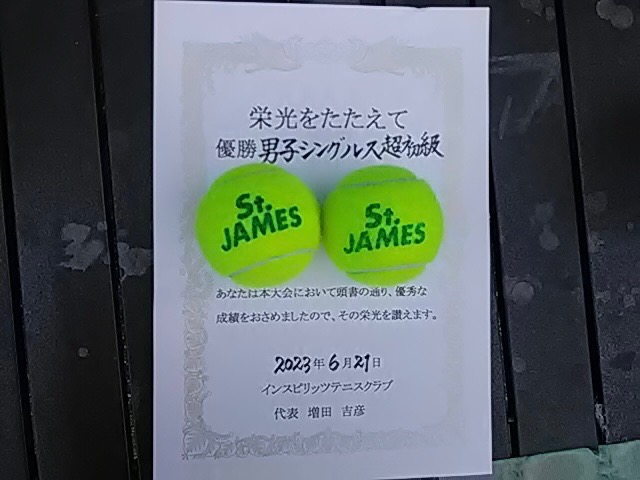 栄光をたたえて
優勝 男子シングルス超初級
St. JAMES
St. JAMES
あなたは本大会において頭書の通り、優秀な
成績をおさめましたので、その栄光を讃えます。
2023年6月21日
インスピリッツテニスクラブ
代表 増田 吉彦